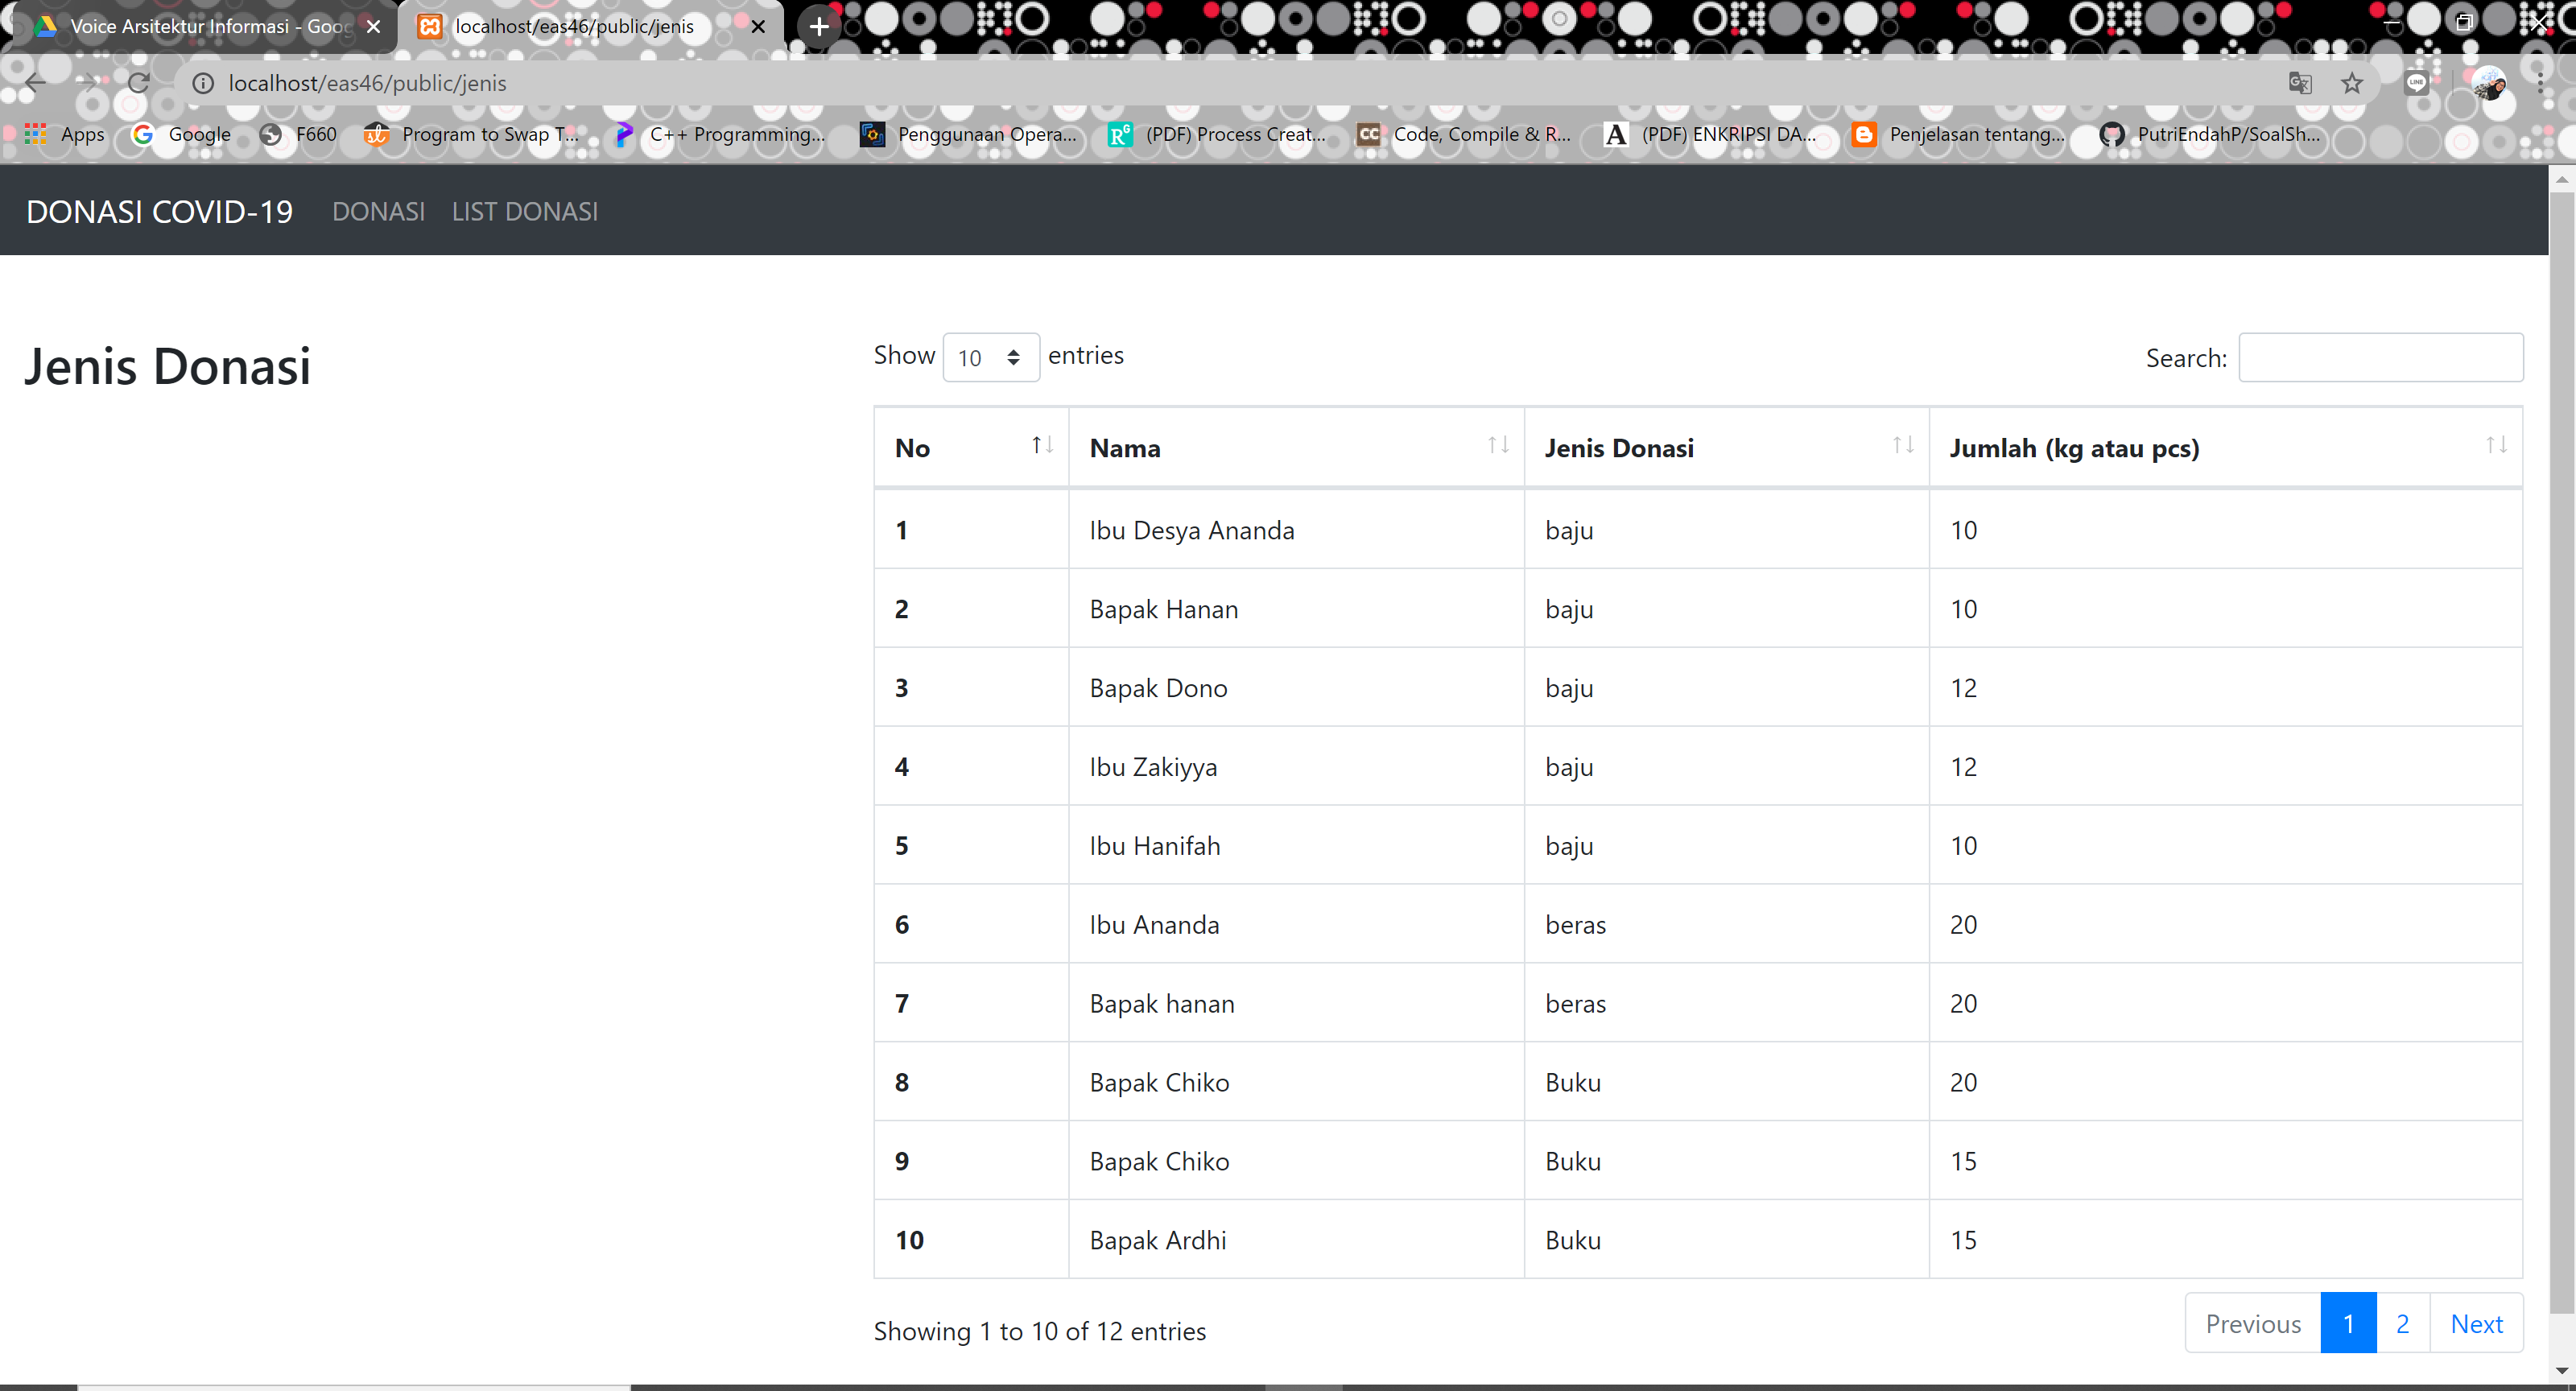 Voice Arsitektur Informasi - Goog
localhost/eas46/public/jenis
localhost/eas46/public/jenis
Apps Google F660 Program to Swap T... C++ Programming... Penggunaan Opera... (PDF) Process Creat... Code, Compile & R... (PDF) ENKRIPSI DA... Penjelasan tentang... PutriEndahP/SoalSh...
DONASI COVID-19 DONASI LIST DONASI
Jenis Donasi
Show 10 entries Search:
No Nama Jenis Donasi Jumlah (kg atau pcs)
1 Ibu Desya Ananda baju 10
2 Bapak Hanan baju 10
3 Bapak Dono baju 12
4 Ibu Zakiyya baju 12
5 Ibu Hanifah baju 10
6 Ibu Ananda beras 20
7 Bapak hanan beras 20
8 Bapak Chiko Buku 20
9 Bapak Chiko Buku 15
10 Bapak Ardhi Buku 15
Showing 1 to 10 of 12 entries
Previous 1 2 Next